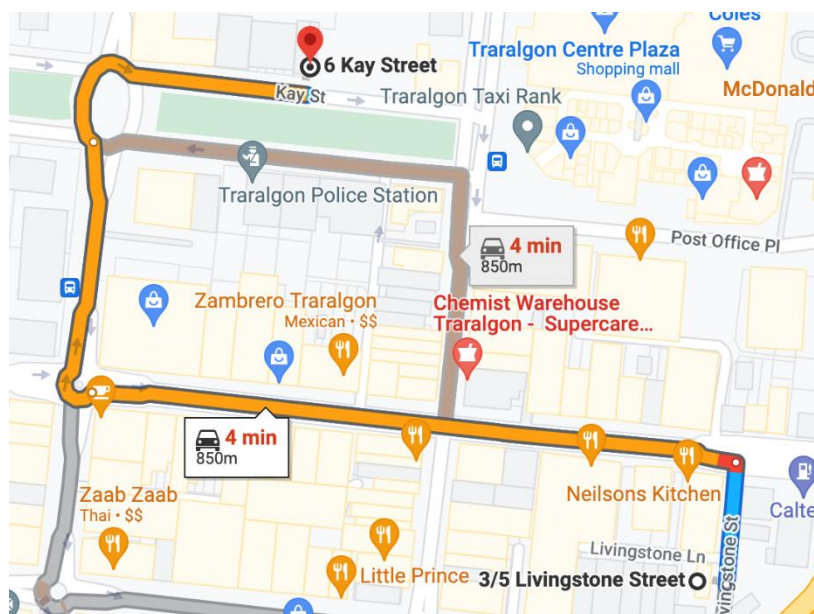 Coles
Traralgon Centre Plaza
Shopping mall
McDonald
6 Kay Street
Kay St
Traralgon Taxi Rank
Traralgon Police Station
Post Office Pl
4 min
850m
Zambrero Traralgon
Mexican • $$
Chemist Warehouse
Traralgon - Supercare...
4 min
850m
Neilsons Kitchen
Calte
Zaab Zaab
Thai • $$
Livingstone Ln
Little Prince
3/5 Livingstone Street
vingstone St